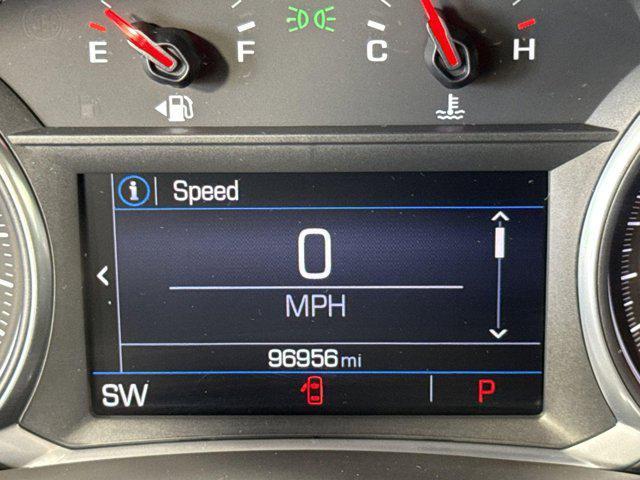 E F C H
i Speed
0
MPH
96956 mi
SW P